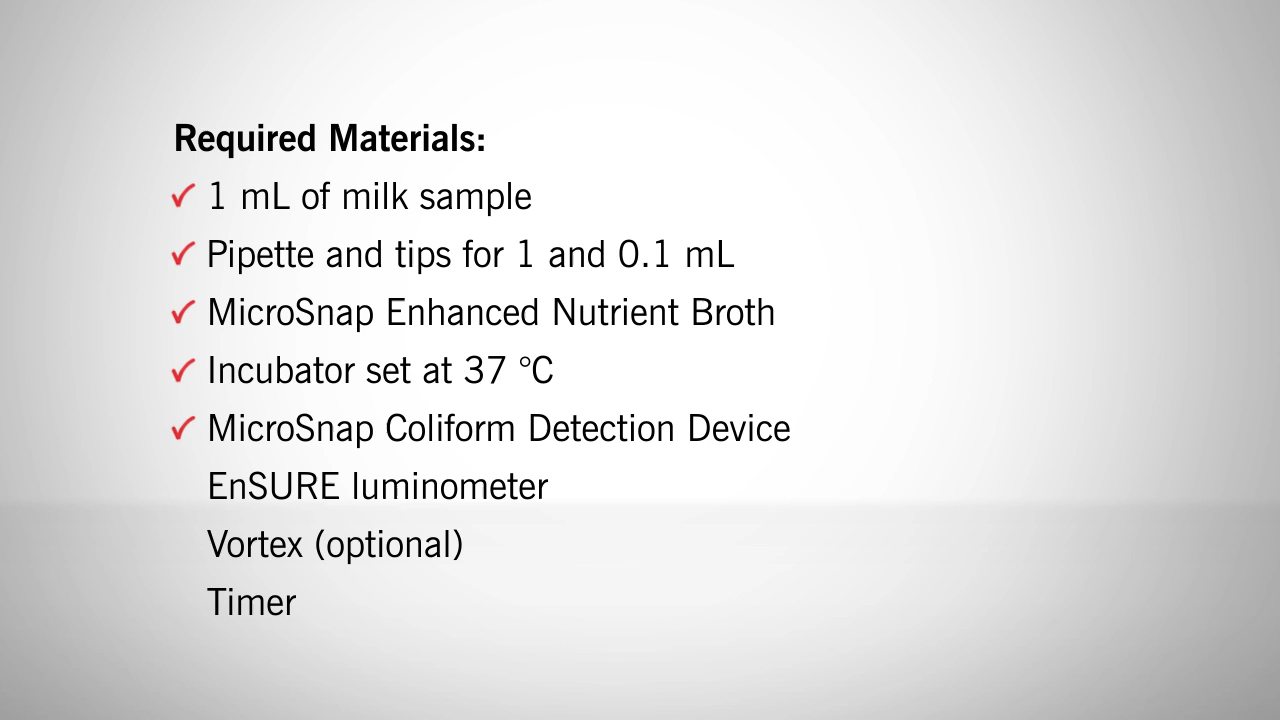 Required Materials:
✓ 1 mL of milk sample
✓ Pipette and tips for 1 and 0.1 mL
✓ MicroSnap Enhanced Nutrient Broth
✓ Incubator set at 37 °C
✓ MicroSnap Coliform Detection Device
EnSURE luminometer
Vortex (optional)
Timer